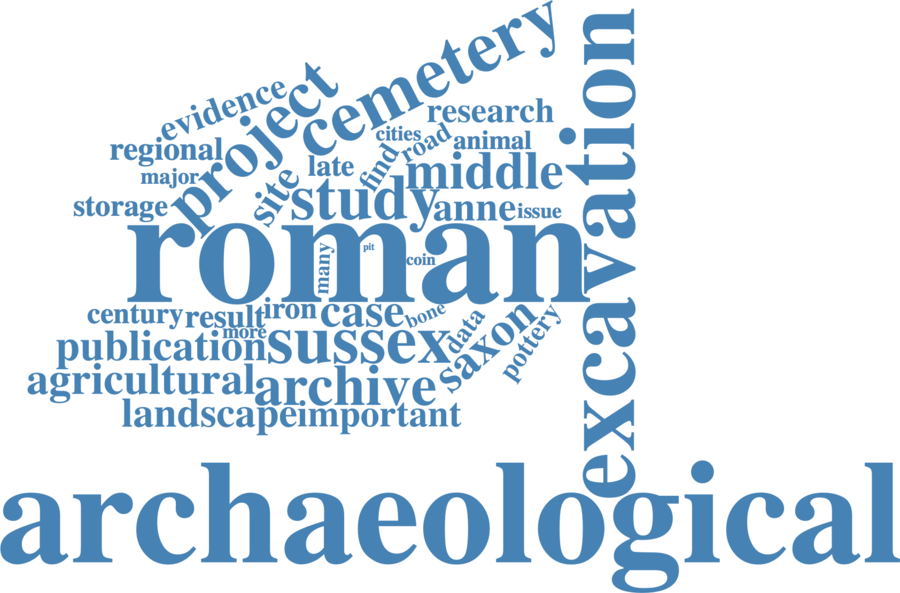 cemetery
excavation
evidence
project
research
cities
road
animal
regional
late
find
middle
major
site
study
storage
anne
issue
roman
many
pit
coin
century
result
iron
case
bone
data
saxon
pottery
more
publication
sussex
agricultural
archive
landscape
important
archaeological